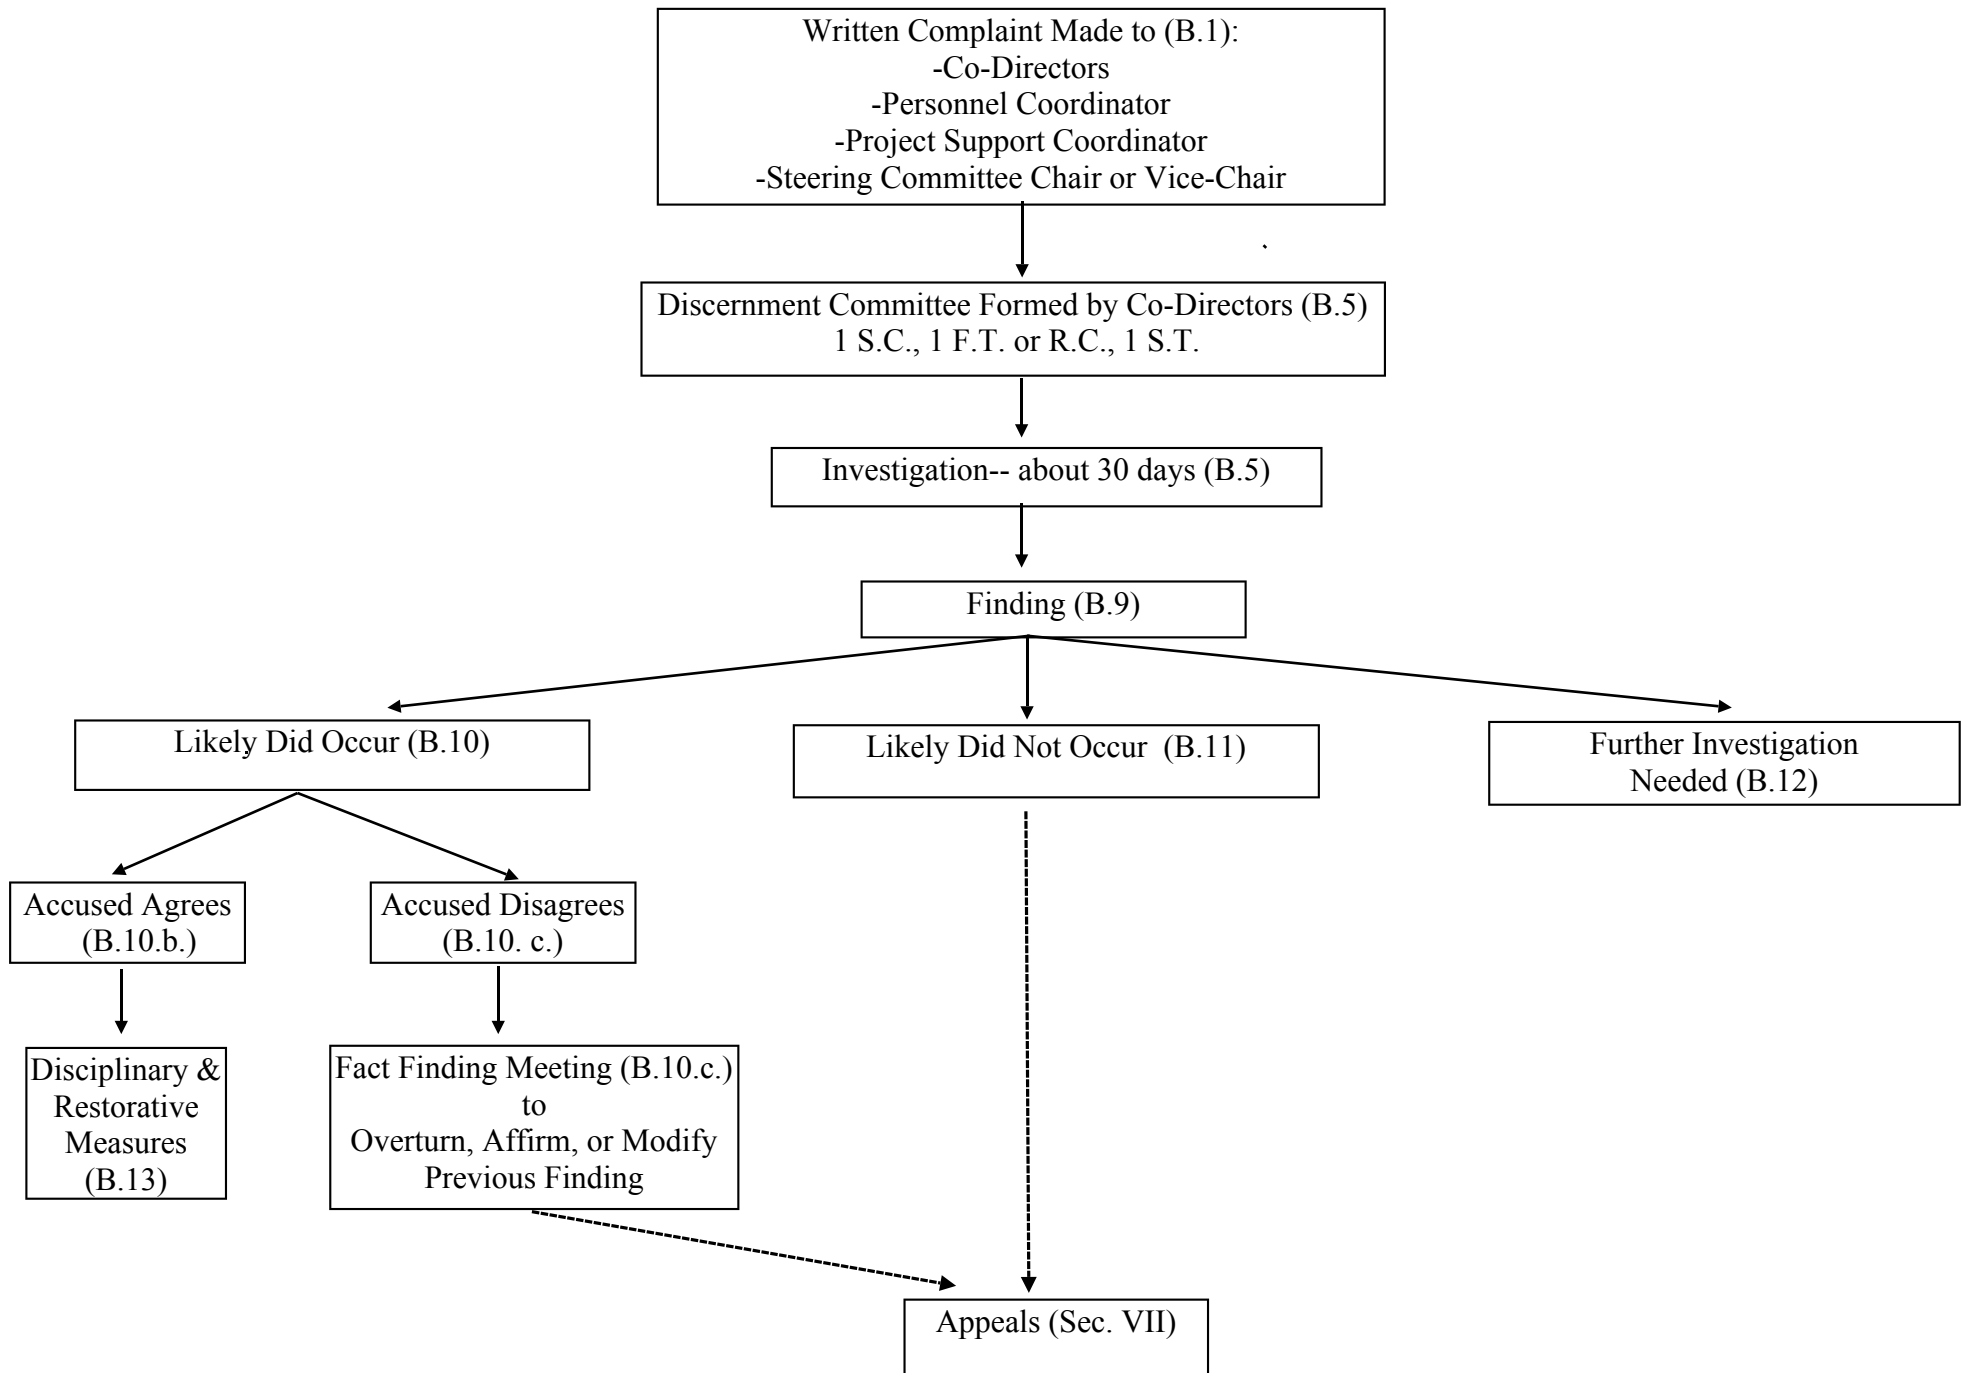 Written Complaint Made to (B.1):
-Co-Directors
-Personnel Coordinator
-Project Support Coordinator
-Steering Committee Chair or Vice-Chair
Discernment Committee Formed by Co-Directors (B.5)
1 S.C., 1 F.T. or R.C., 1 S.T.
Investigation-- about 30 days (B.5)
Finding (B.9)
Likely Did Occur (B.10)
Likely Did Not Occur (B.11)
Further Investigation
Needed (B.12)
Accused Agrees
(B.10.b.)
Accused Disagrees
(B.10. c.)
Disciplinary &
Restorative
Measures
(B.13)
Fact Finding Meeting (B.10.c.)
to
Overturn, Affirm, or Modify
Previous Finding
Appeals (Sec. VII)